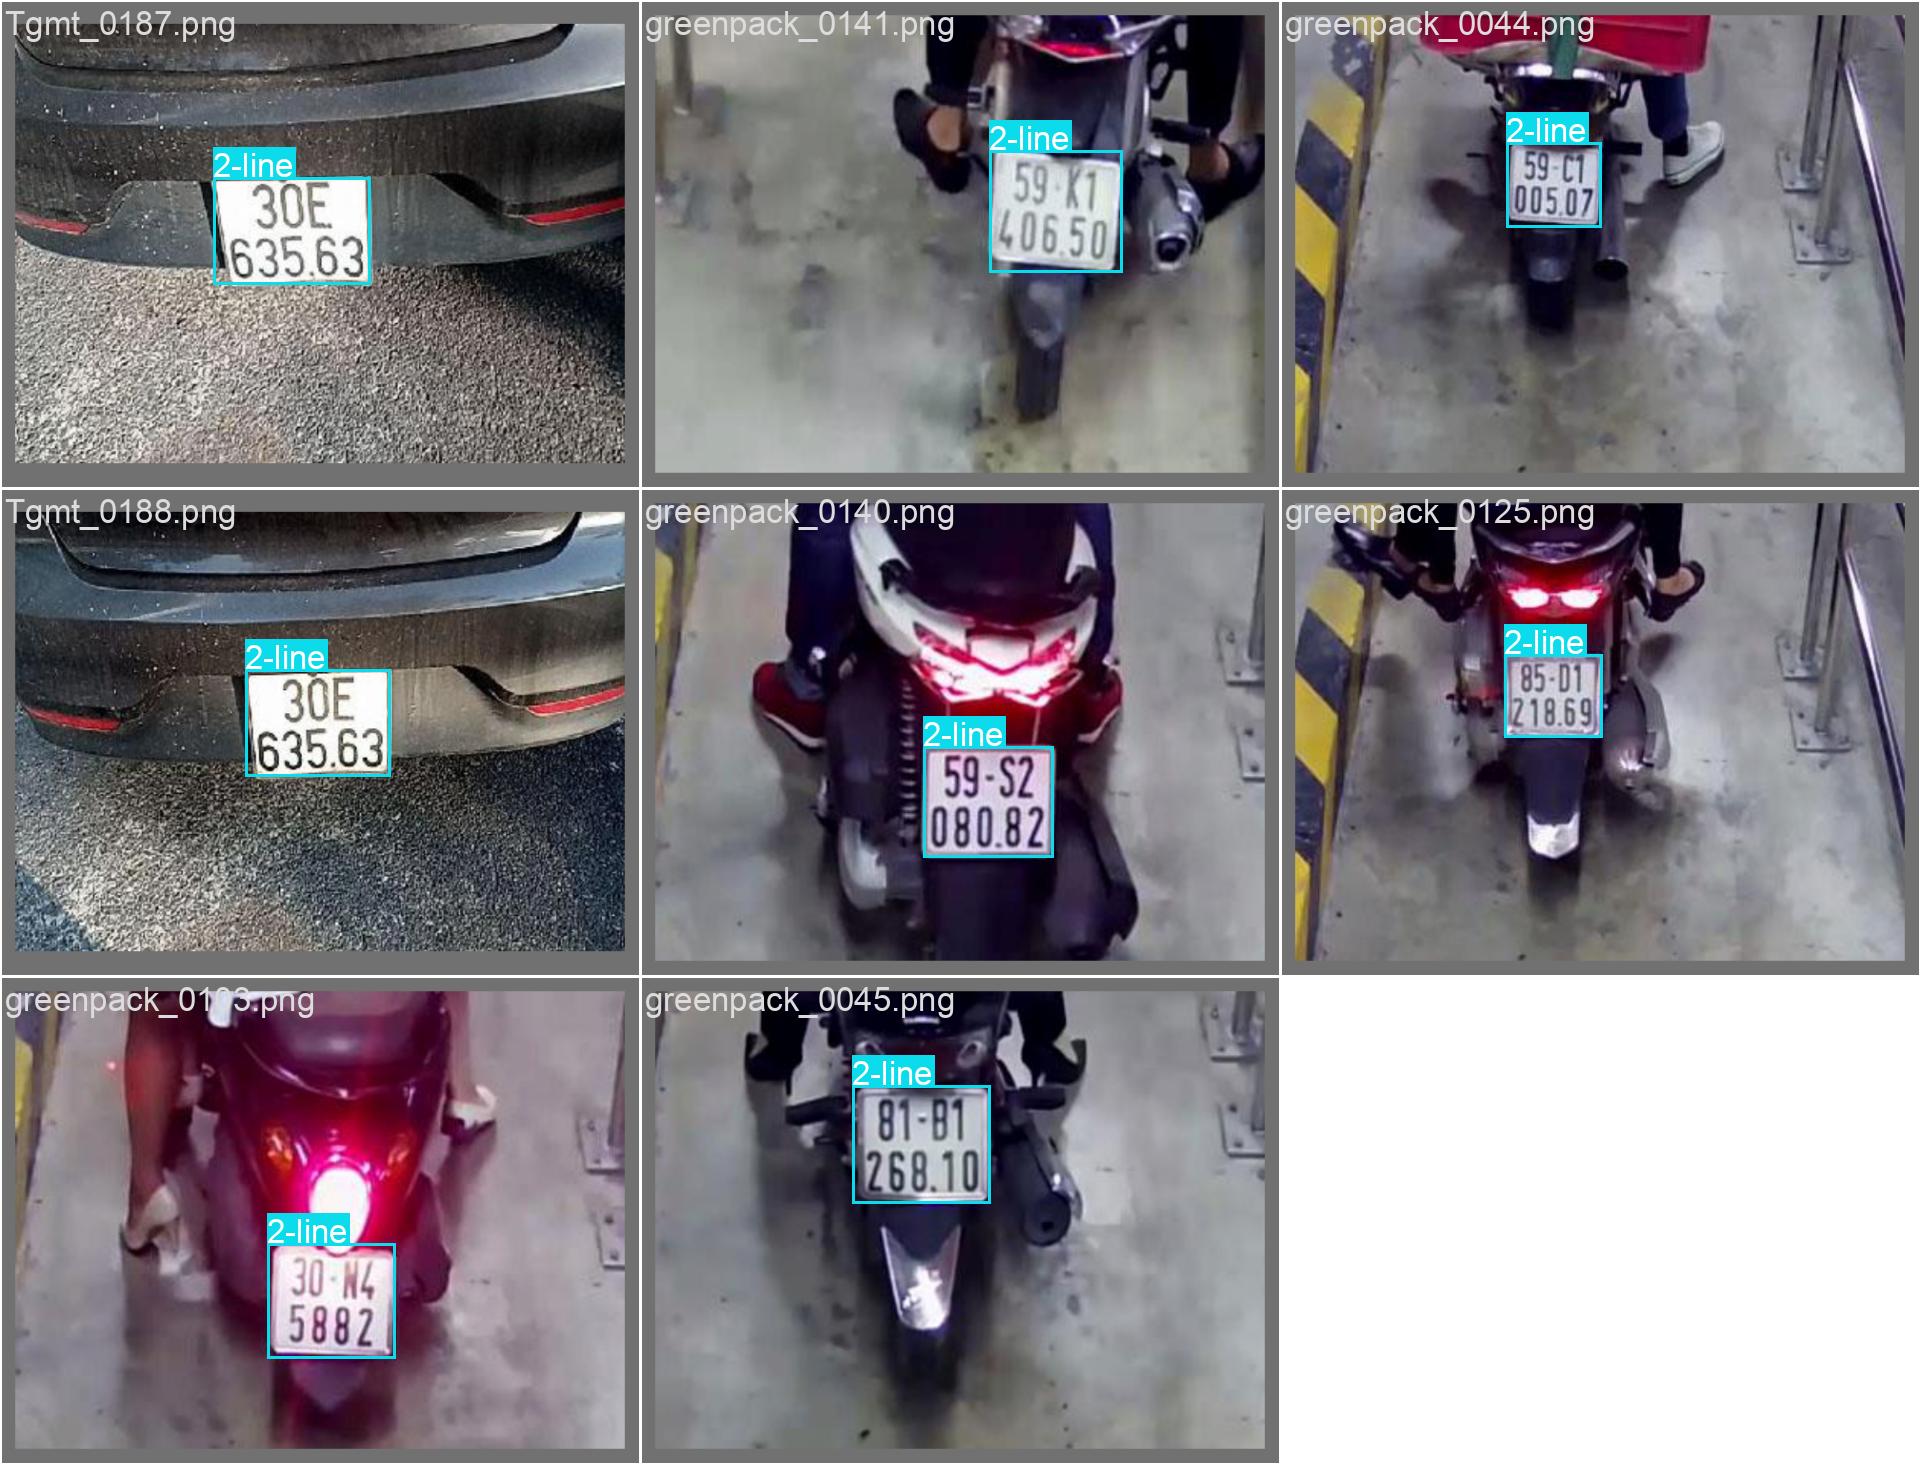 Tgmt_0187.png
2-line
30E
635.63
greenpack_0141.png
2-line
59-K1
406.50
greenpack_0044.png
2-line
59-C1
005.07
Tgmt_0188.png
2-line
30E
635.63
greenpack_0140.png
2-line
59-S2
080.82
greenpack_0125.png
2-line
85-D1
218.69
greenpack_0103.png
2-line
30-N4
5882
greenpack_0045.png
2-line
81-B1
268.10